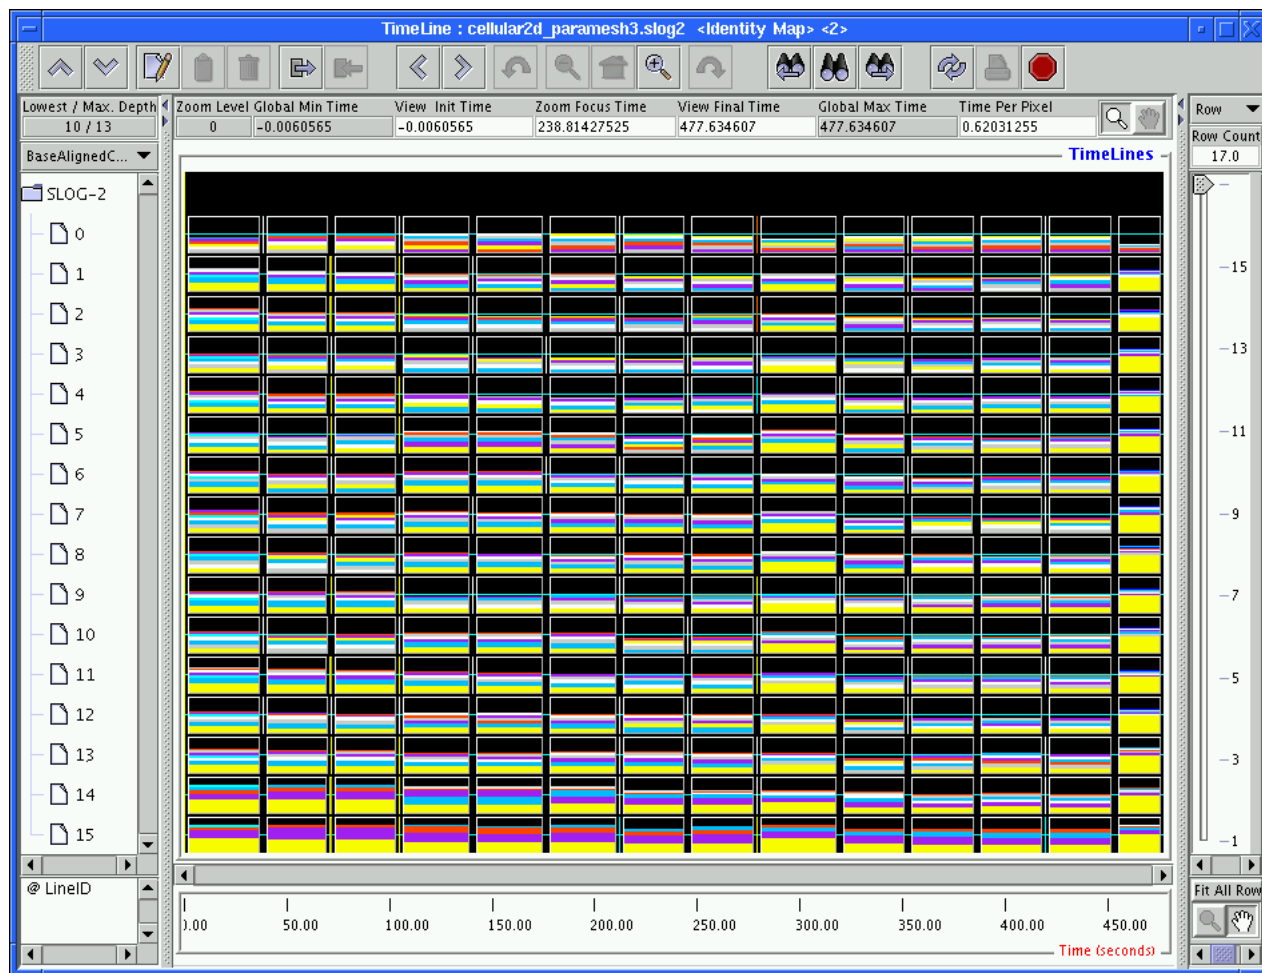 TimeLine : cellular2d_paramesh3.slog2 <Identity Map> <2>
Lowest / Max. Depth
10 / 13
Zoom Level Global Min Time View Init Time Zoom Focus Time View Final Time Global Max Time Time Per Pixel
0 -0.0060565 -0.0060565 238.81427525 477.634607 477.634607 0.62031255
Row
Row Count
17.0
BaseAlignedC...
TimeLines
SLOG-2
0
1
2
3
4
5
6
7
8
9
10
11
12
13
14
15
15
13
11
9
7
5
3
1
@ LineID
Fit All Row
).00 50.00 100.00 150.00 200.00 250.00 300.00 350.00 400.00 450.00
Time (seconds)